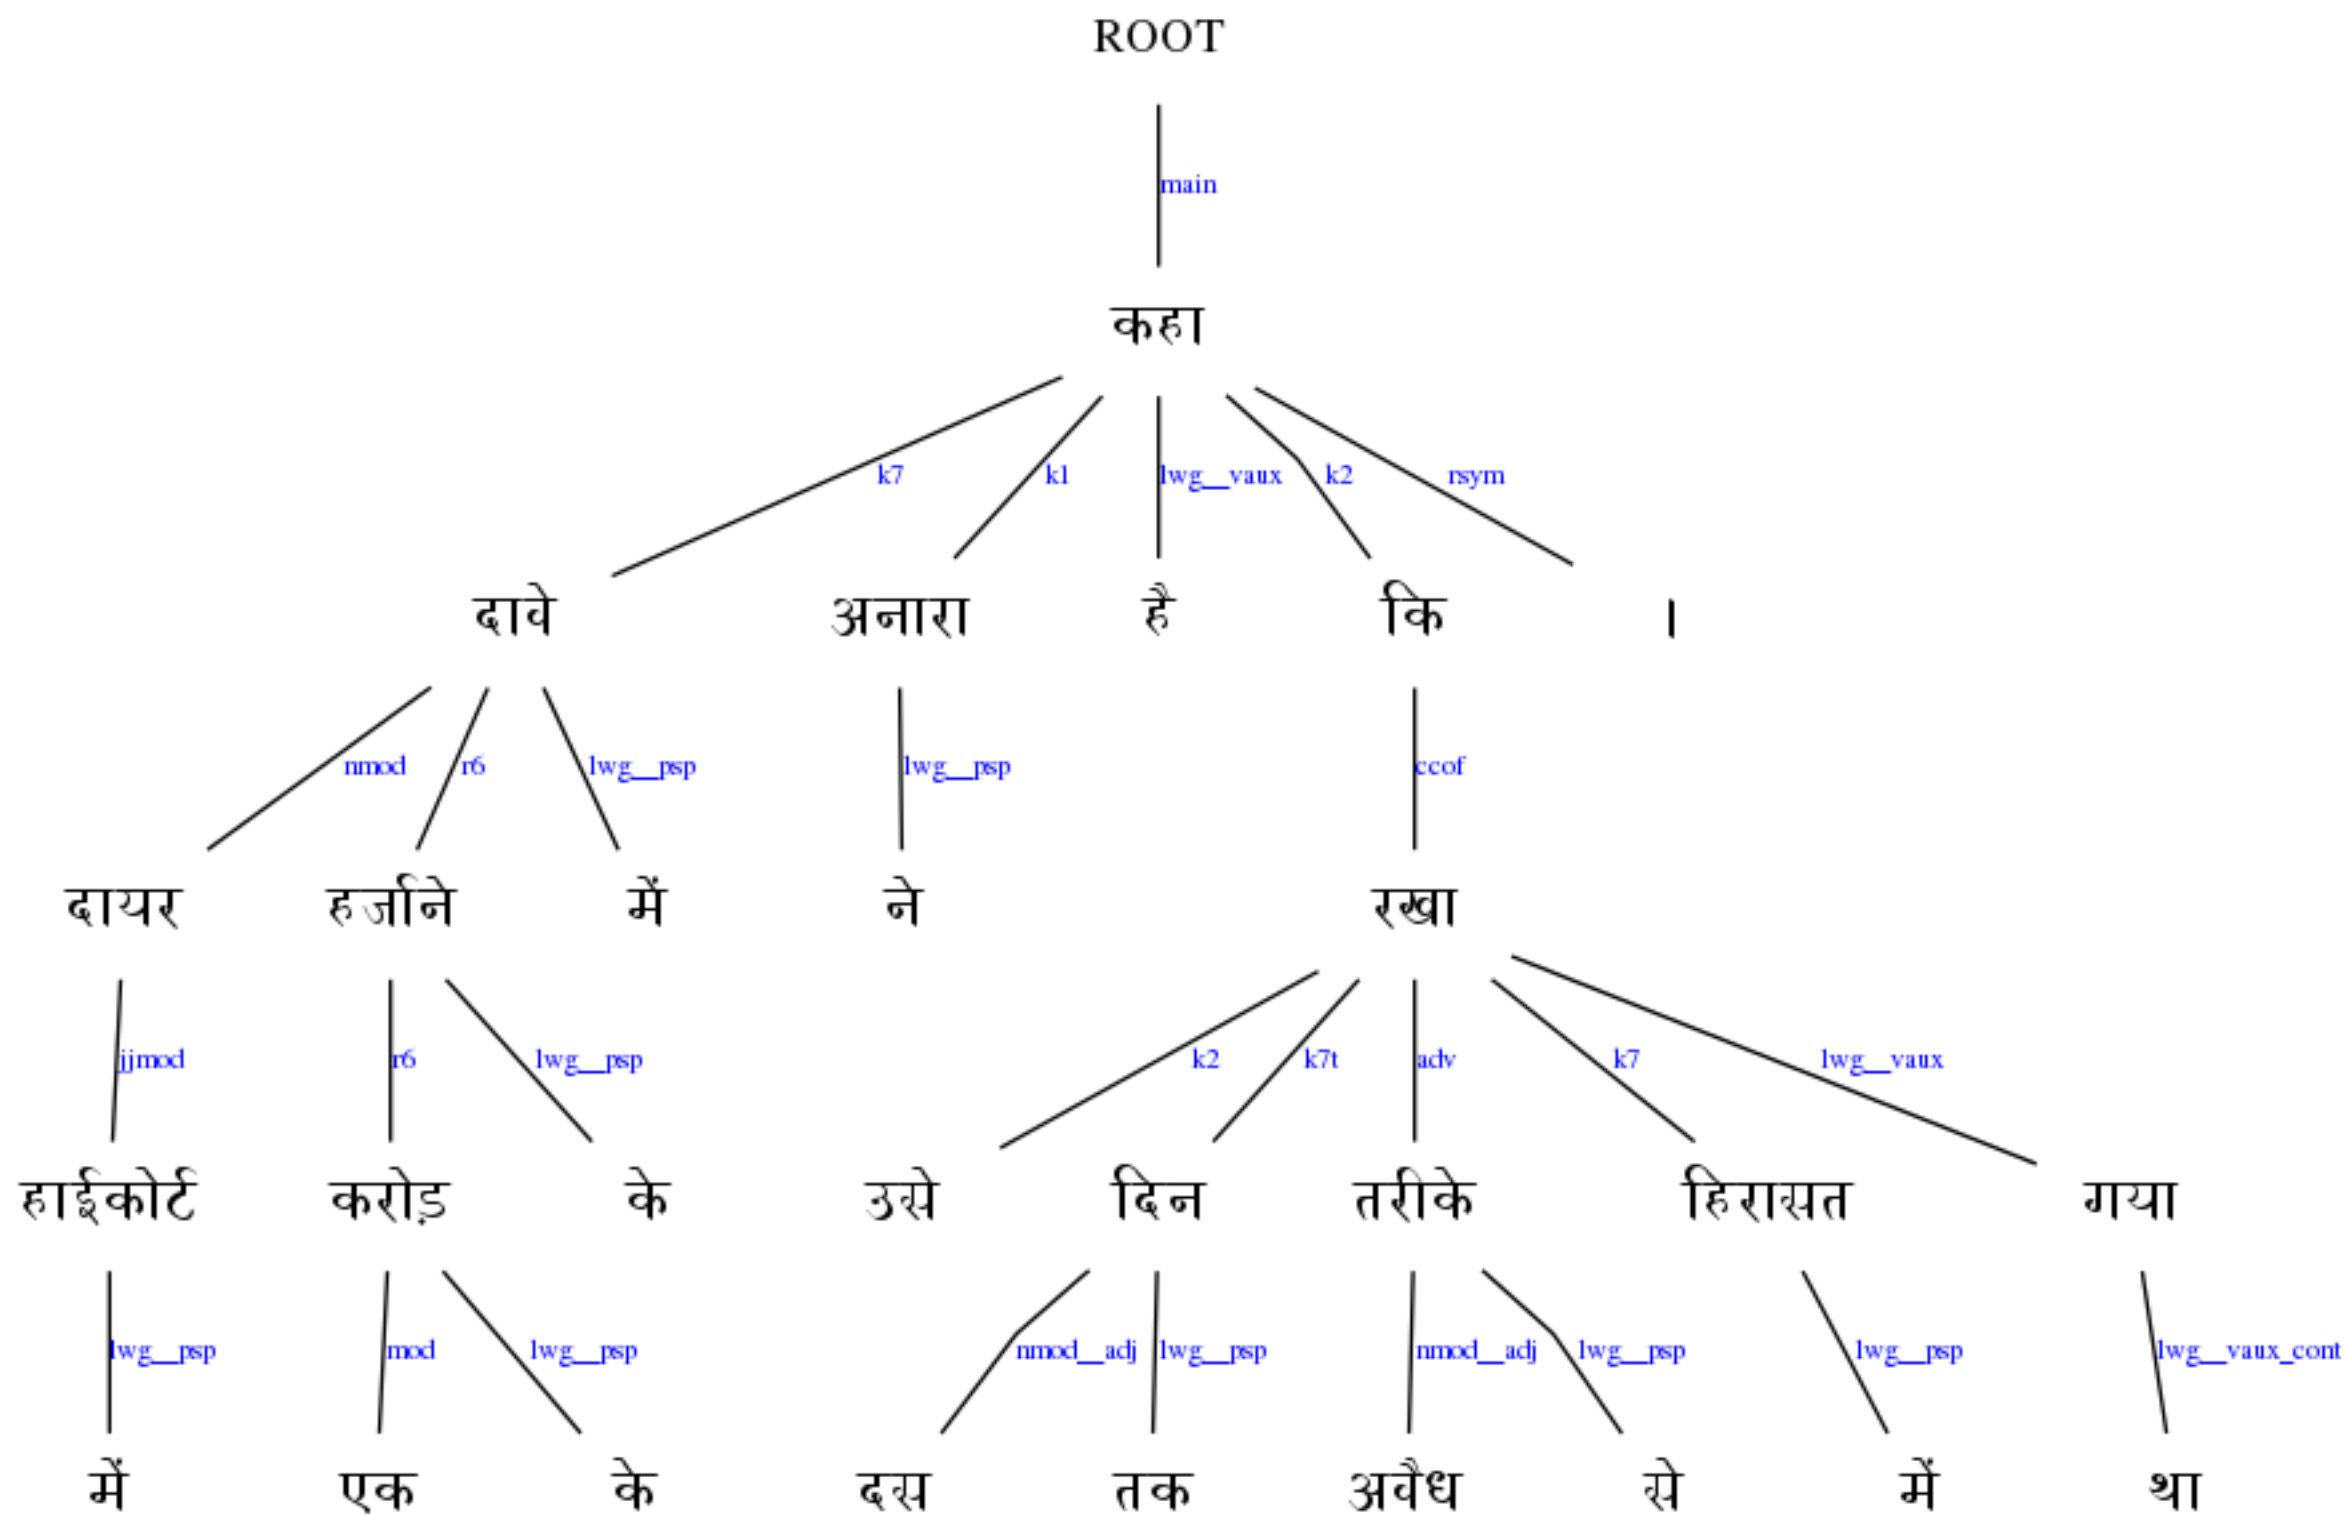 ROOT
main
कहा
k7 k1 lwg__vaux k2 rsym
दावे अनारा है कि ।
nmod r6 lwg__psp lwg__psp ccof
दायर हर्जाने में ने रखा
jjmod r6 lwg__psp k2 k7t adv k7 lwg__vaux
हाईकोर्ट करोड़ के उसे दिन तरीके हिरासत गया
lwg__psp mod lwg__psp nmod__adj lwg__psp nmod__adj lwg__psp lwg__psp lwg__vaux_cont
में एक के दस तक अवैध से में था